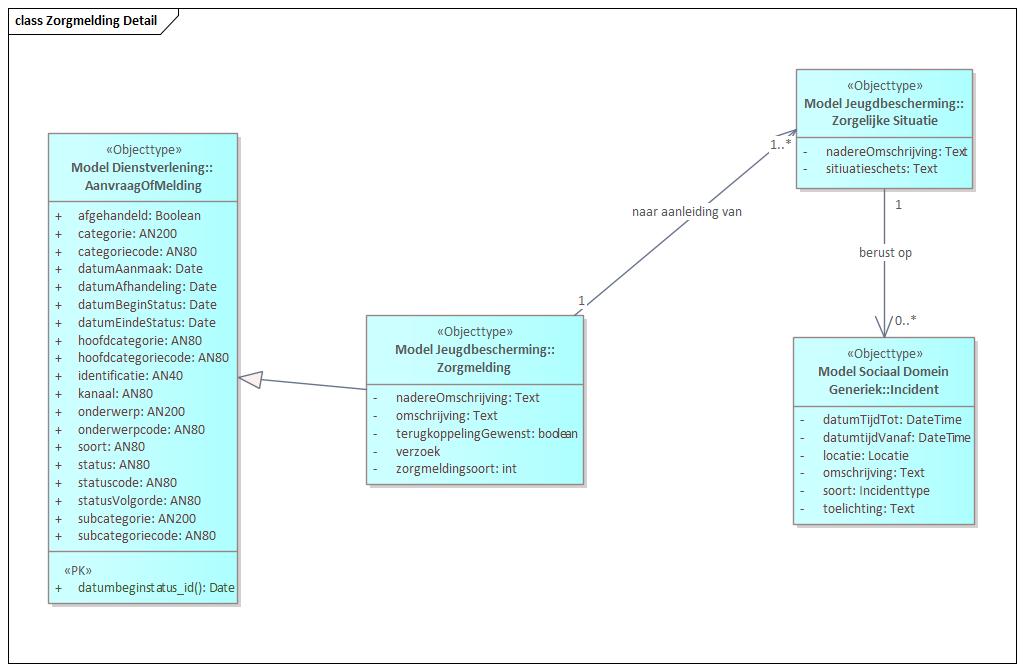 class Zorgmelding Detail
«Objecttype»
Model Dienstverlening::
AanvraagOfMelding
+ afgehandeld: Boolean
+ categorie: AN200
+ categoriecode: AN80
+ datumAanmaak: Date
+ datumAfhandeling: Date
+ datumBeginStatus: Date
+ datumEindeStatus: Date
+ hoofdcategorie: AN80
+ hoofdcategoriecode: AN80
+ identificatie: AN40
+ kanaal: AN80
+ onderwerp: AN200
+ onderwerpcode: AN80
+ soort: AN80
+ status: AN80
+ statuscode: AN80
+ statusVolgorde: AN80
+ subcategorie: AN200
+ subcategoriecode: AN80
«PK»
+ datumbeginstatus_id(): Date
«Objecttype»
Model Jeugdbescherming::
Zorgmelding
- nadereOmschrijving: Text
- omschrijving: Text
- terugkoppelingGewenst: boolean
- verzoek
- zorgmeldingsoort: int
1
naar aanleiding van
1..*
«Objecttype»
Model Jeugdbescherming::
Zorgelijke Situatie
- nadereOmschrijving: Text
- sitiuatieschets: Text
1
berust op
0..*
«Objecttype»
Model Sociaal Domein
Generiek::Incident
- datumTijdTot: DateTime
- datumtijdVanaf: DateTime
- locatie: Locatie
- omschrijving: Text
- soort: Incidenttype
- toelichting: Text